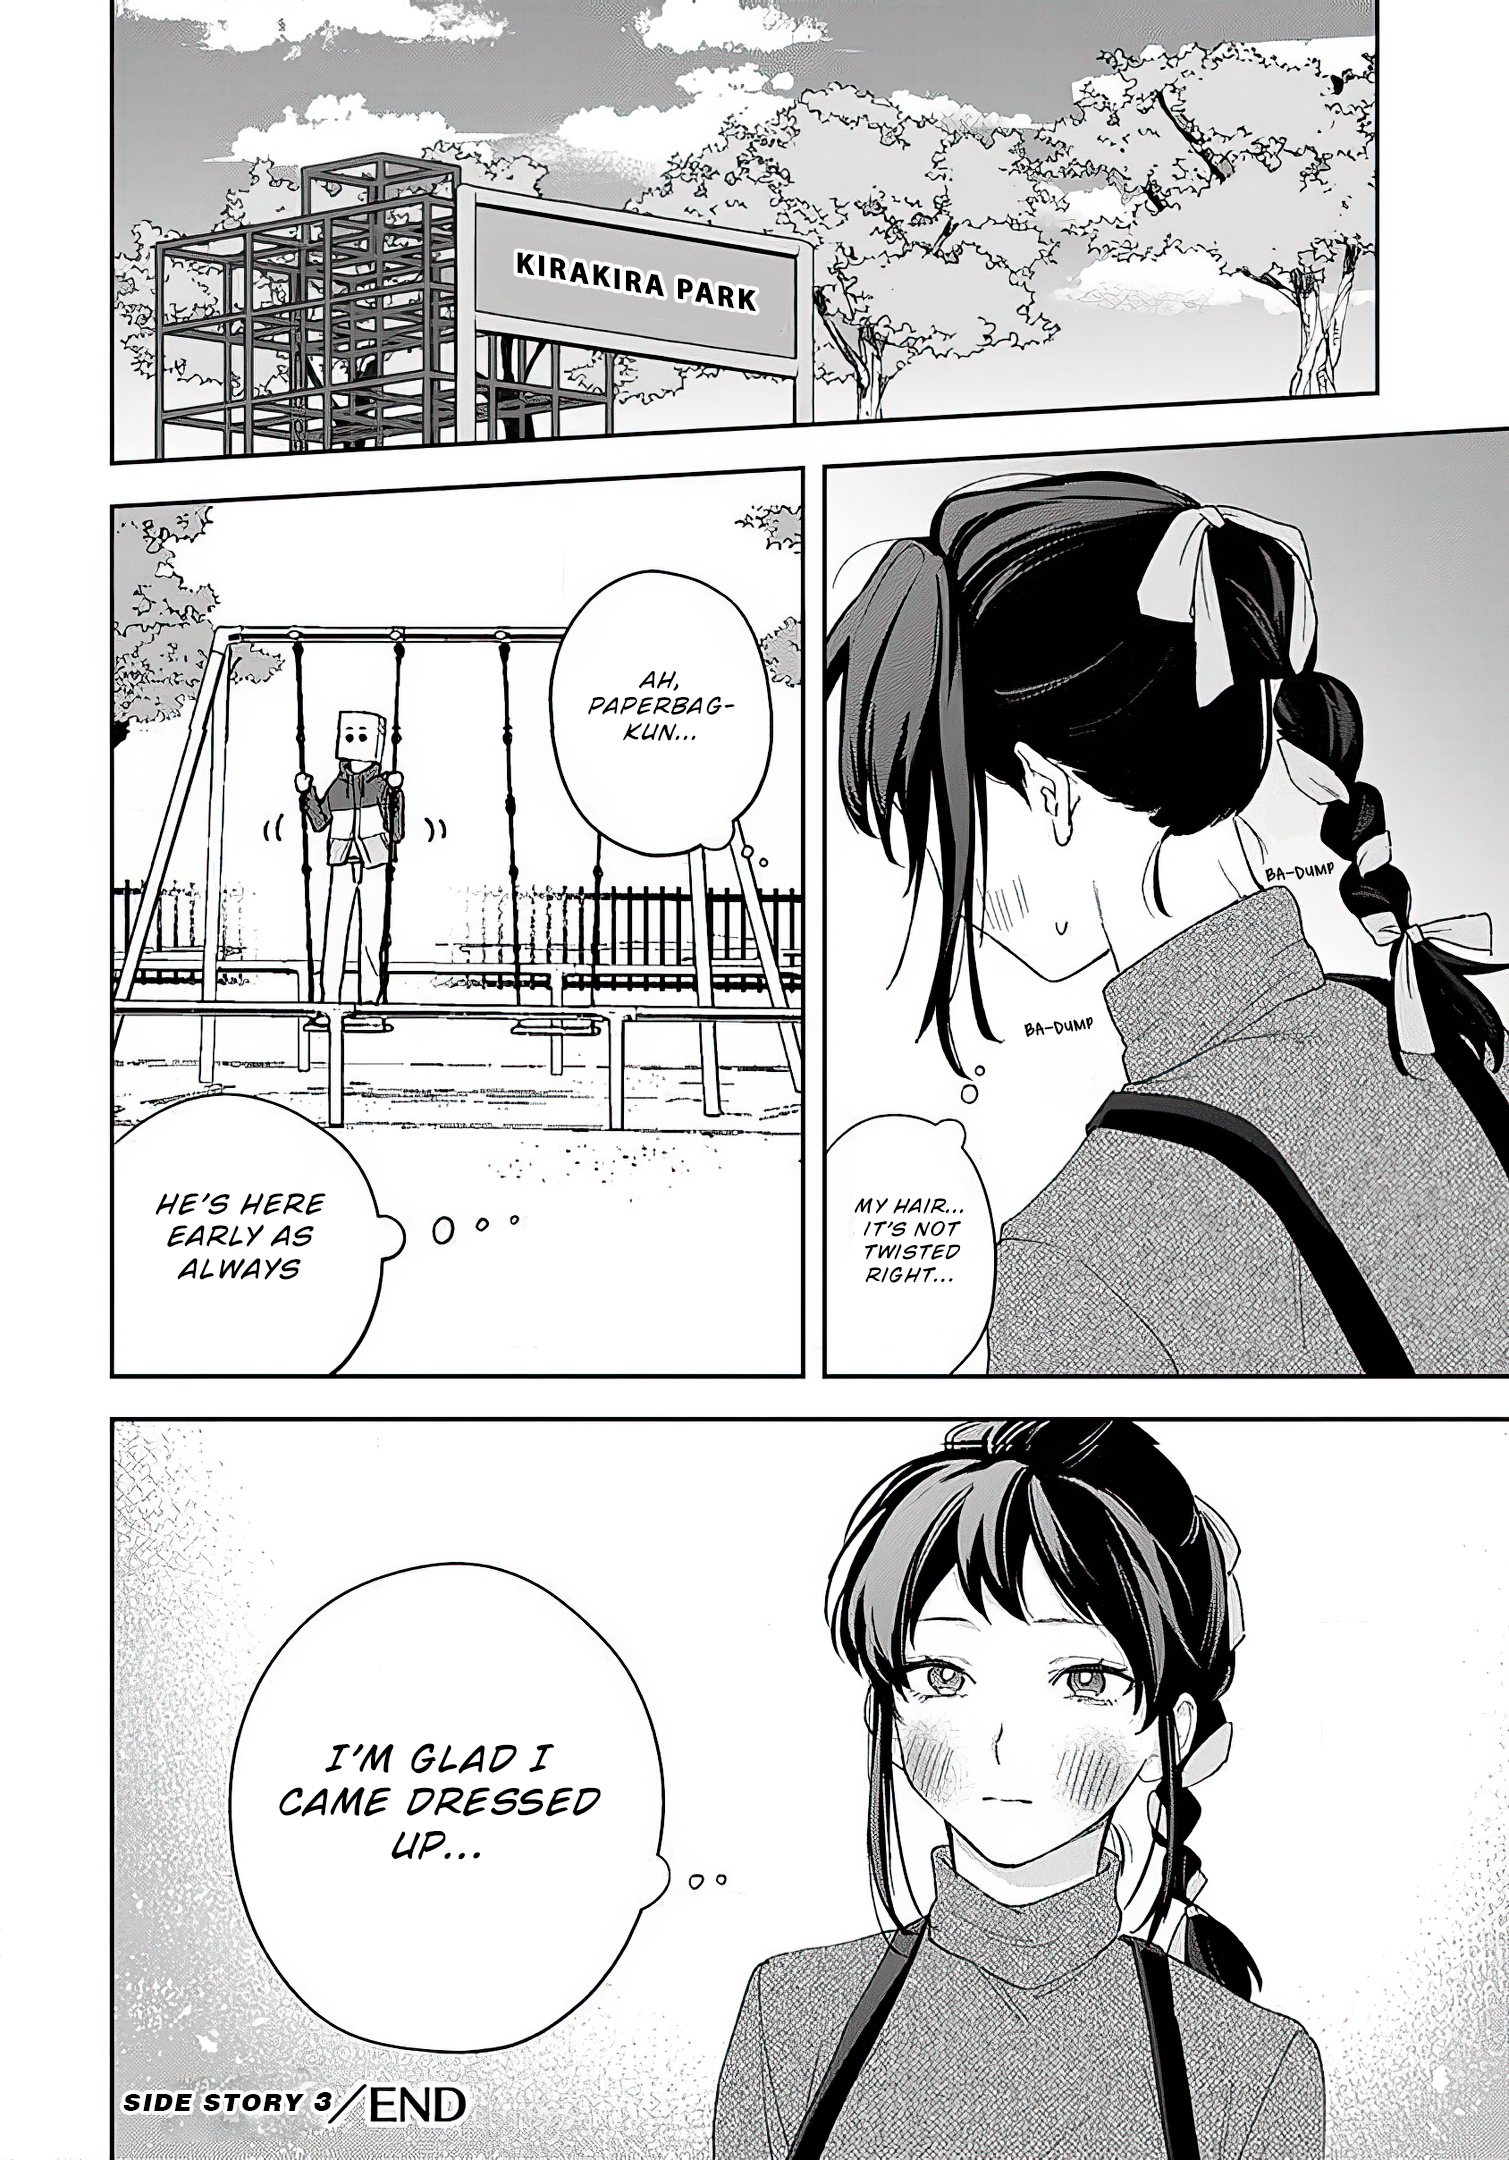 KIRAKIRA PARK
BA-DUMP
BA-DUMP
MY HAIR...
IT'S NOT
TWISTED
RIGHT...
AH,
PAPERBAG-
KUN...
HE'S HERE
EARLY AS
ALWAYS
I'M GLAD I
CAME DRESSED
UP...
SIDE STORY 3/END